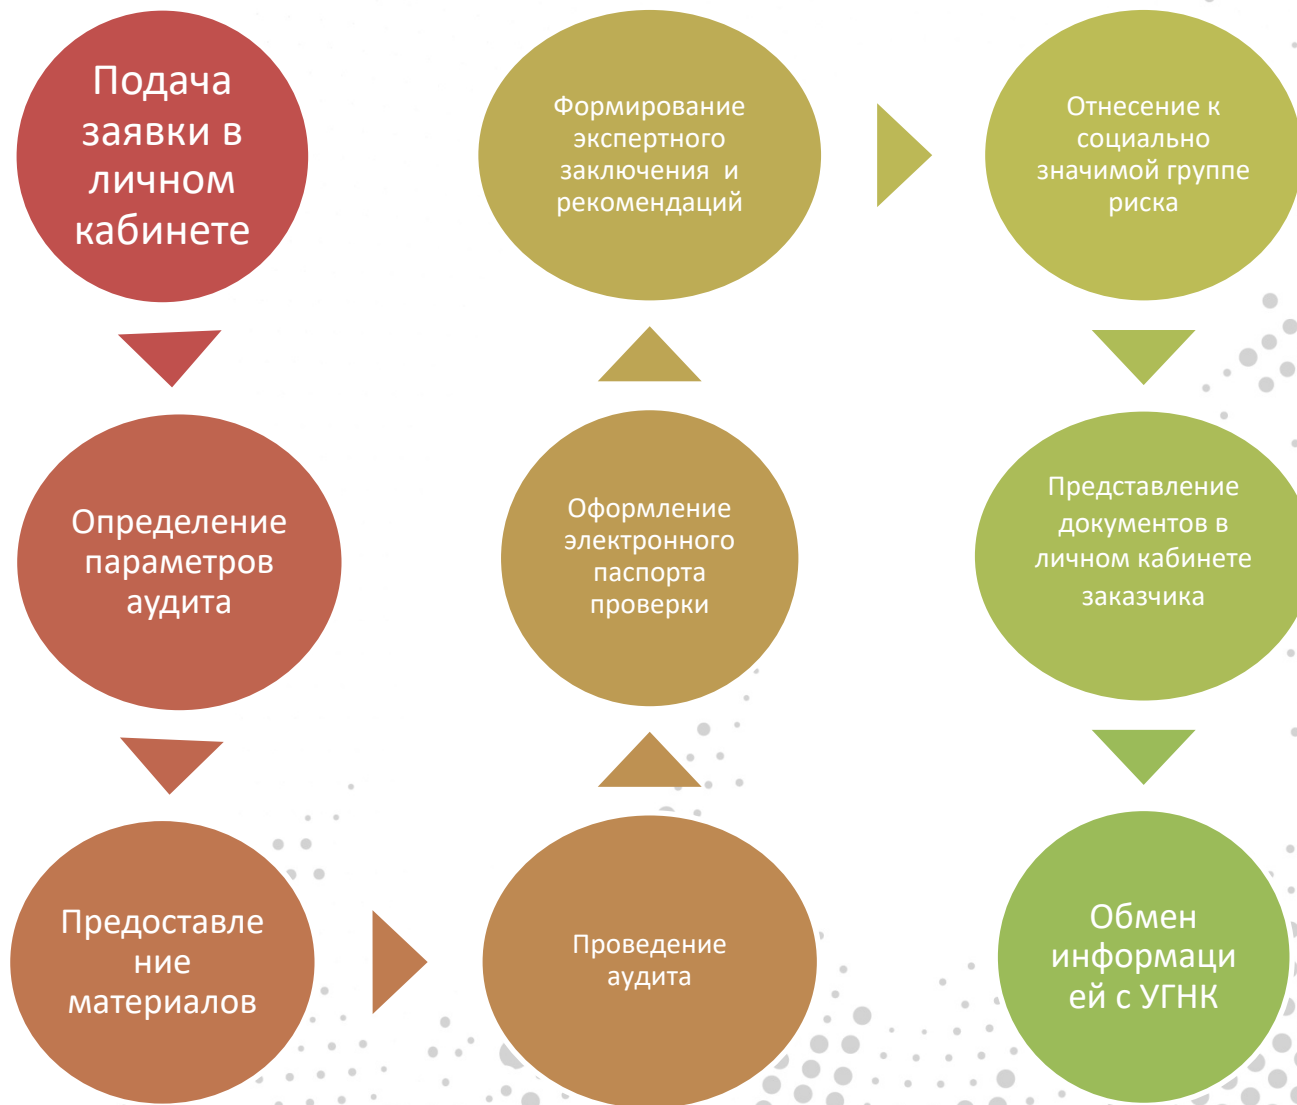 Подача
заявки в
личном
кабинете
Определение
параметров
аудита
Предоставле
ние
материалов
Проведение
аудита
Оформление
электронного
паспорта
проверки
Формирование
экспертного
заключения и
рекомендаций
Отнесение к
социально
значимой группе
риска
Представление
документов в
личном кабинете
заказчика
Обмен
информаци
ей с УГНК